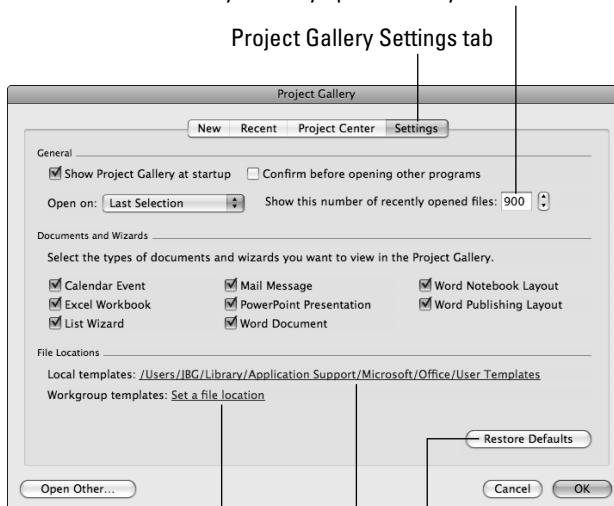 Project Gallery Settings tab
Project Gallery
New Recent Project Center Settings
General
Show Project Gallery at startup Confirm before opening other programs
Open on: Last Selection Show this number of recently opened files: 900
Documents and Wizards
Select the types of documents and wizards you want to view in the Project Gallery.
Calendar Event Mail Message Word Notebook Layout
Excel Workbook PowerPoint Presentation Word Publishing Layout
List Wizard Word Document
File Locations
Local templates: /Users/JBG/Library/Application Support/Microsoft/Office/User Templates
Workgroup templates: Set a file location
Restore Defaults
Open Other... Cancel OK